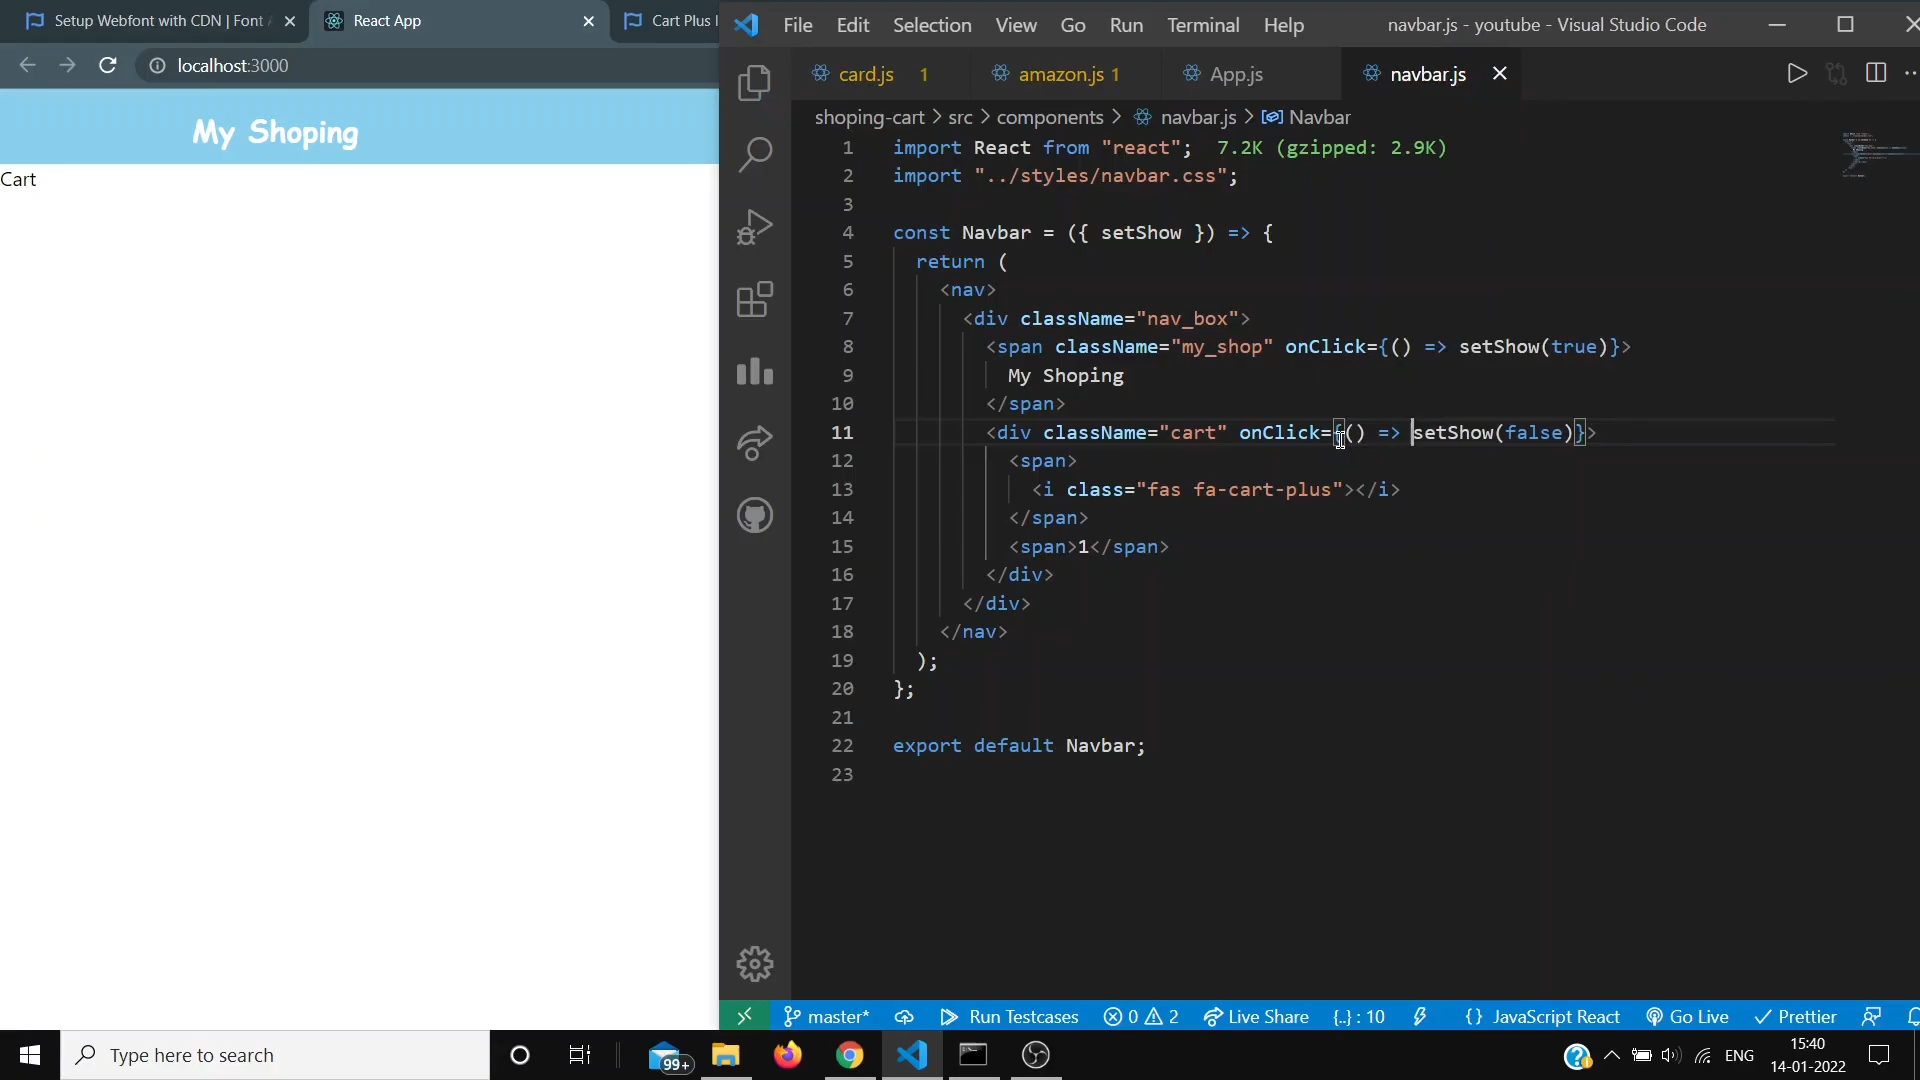 Setup Webfont with CDN | Font
React App
Cart Plus
localhost:3000
My Shoping
Cart
File Edit Selection View Go Run Terminal Help
navbar.js - youtube - Visual Studio Code
card.js 1
amazon.js 1
App.js
navbar.js
shoping-cart > src > components > navbar.js > Navbar
1 import React from "react"; 7.2K (gzipped: 2.9K)
2 import "../styles/navbar.css";
3
4 const Navbar = ({ setShow }) => {
5 return (
6 <nav>
7 <div className="nav_box">
8 <span className="my_shop" onClick={() => setShow(true)}>
9 My Shoping
10 </span>
11 <div className="cart" onClick={() => setShow(false)}>
12 <span>
13 <i class="fas fa-cart-plus"></i>
14 </span>
15 <span>1</span>
16 </div>
17 </div>
18 </nav>
19 );
20 };
21
22 export default Navbar;
23
master* Run Testcases 0 2 Live Share {..} : 10 {} JavaScript React Go Live Prettier
Type here to search
99+
ENG
15:40
14-01-2022